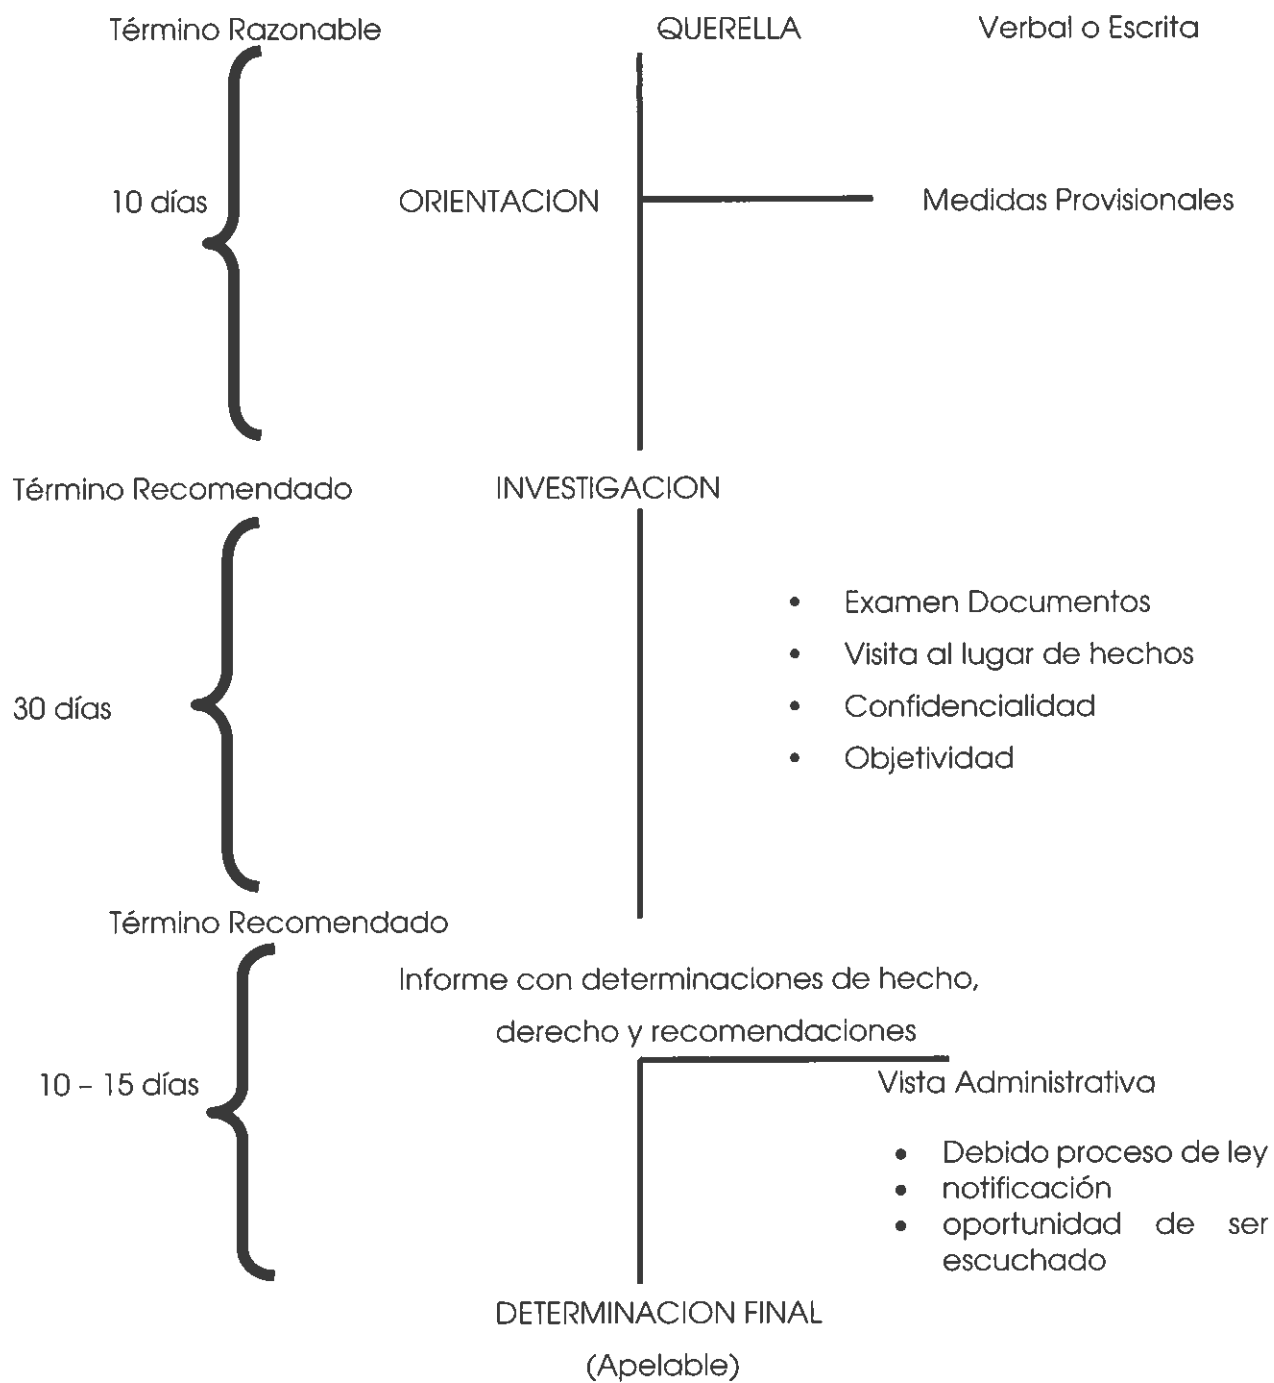 Término Razonable
QUERELLA
Verbal o Escrita
10 días
ORIENTACION
Medidas Provisionales
Término Recomendado
INVESTIGACION
• Examen Documentos
• Visita al lugar de hechos
30 días
• Confidencialidad
• Objetividad
Término Recomendado
Informe con determinaciones de hecho,
derecho y recomendaciones
10 – 15 días
Vista Administrativa
• Debido proceso de ley
• notificación
• oportunidad de ser
escuchado
DETERMINACION FINAL
(Apelable)